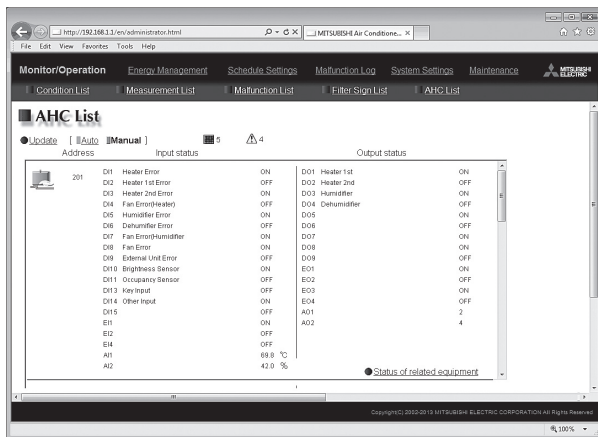 http://192.168.1.1/en/administrator.html
MITSUBISHI Air Conditione...
File Edit View Favorites Tools Help
Monitor/Operation Energy Management Schedule Settings Malfunction Log System Settings Maintenance MITSUBISHI ELECTRIC
Condition List Measurement List Malfunction List Filter Sign List AHC List
AHC List
Update [ Auto Manual ] 5 4
Address Input status Output status
201 DI1 Heater Error ON DO1 Heater 1st ON
DI2 Heater 1st Error OFF DO2 Heater 2nd OFF
DI3 Heater 2nd Error ON DO3 Humidifier ON
DI4 Fan Error(Heater) OFF DO4 Dehumidifier OFF
DI5 Humidifier Error ON DO5 ON
DI6 Dehumifier Error OFF DO6 OFF
DI7 Fan Error(Humidifier ON DO7 ON
DI8 Fan Error ON DO8 ON
DI9 External Unit Error OFF DO9 OFF
DI10 Brightness Sensor ON EO1 ON
DI11 Occupancy Sensor OFF EO2 OFF
DI13 Key Input OFF EO3 ON
DI14 Other Input ON EO4 OFF
DI15 OFF AO1 2
EI1 ON AO2 4
EI2 OFF
EI4 OFF
AI1 69.8 °C
AI2 42.0 %
Status of related equipment
Copyright(C) 2002-2013 MITSUBISHI ELECTRIC CORPORATION All Rights Reserved
100%